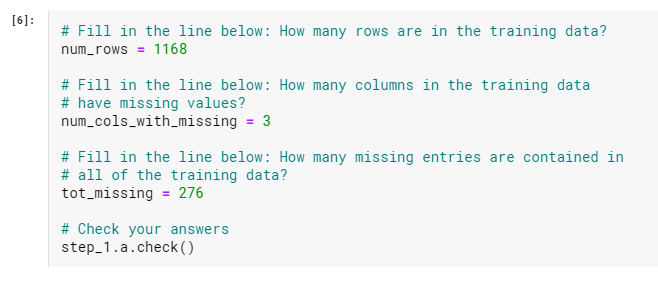 [6]:
# Fill in the line below: How many rows are in the training data?
num_rows = 1168
# Fill in the line below: How many columns in the training data
# have missing values?
num_cols_with_missing = 3
# Fill in the line below: How many missing entries are contained in
# all of the training data?
tot_missing = 276
# Check your answers
step_1.a.check()